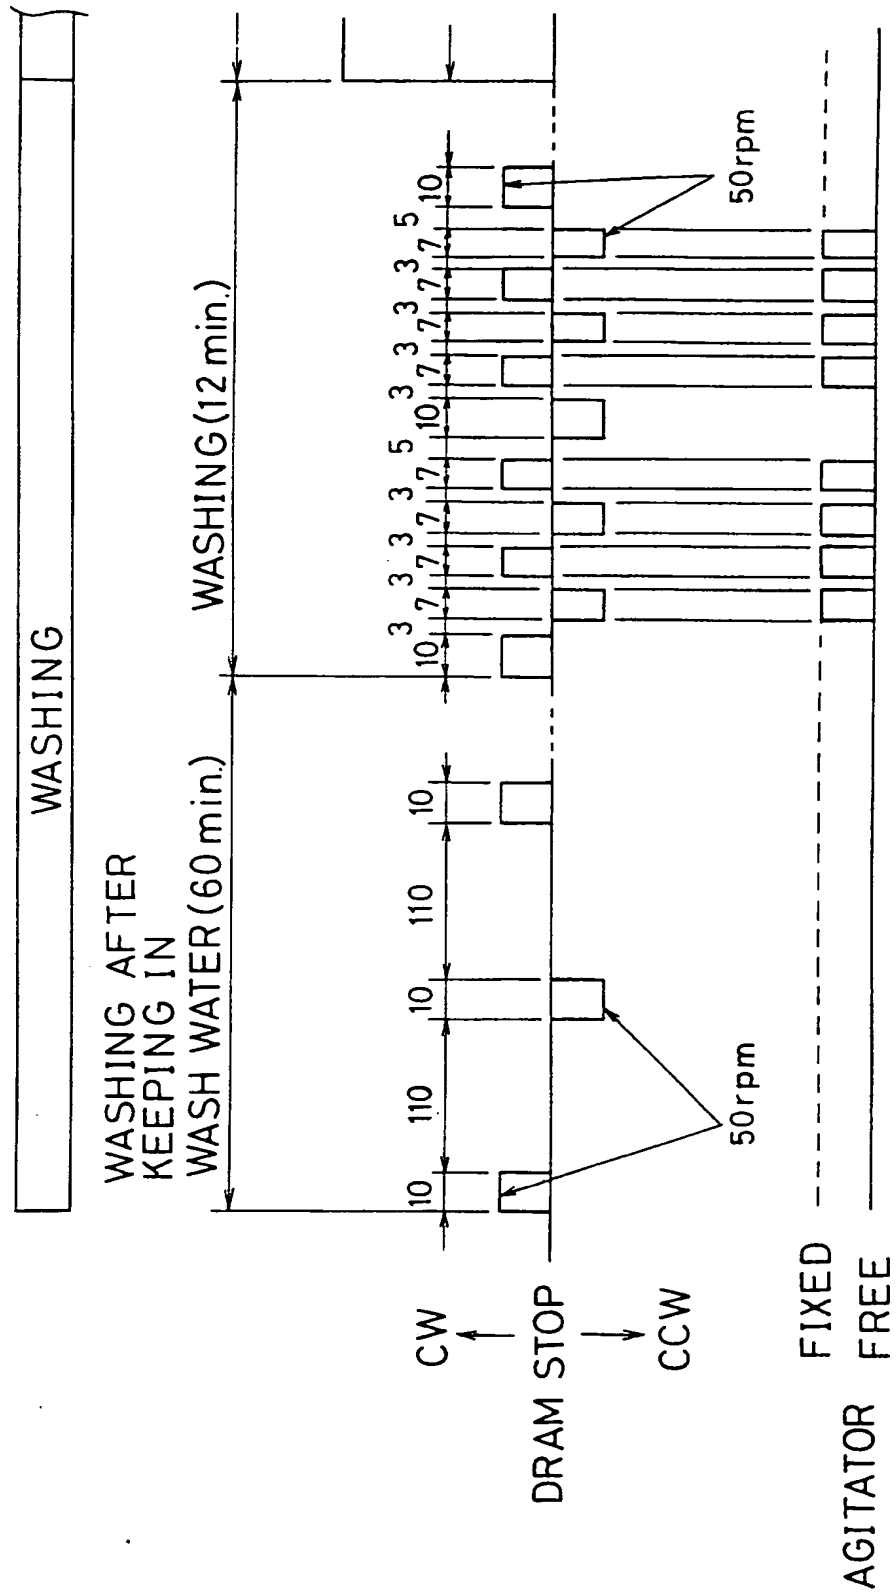 WASHING
WASHING AFTER
KEEPING IN
WASH WATER (60 min.)
WASHING (12 min.)
10 110 10 110 10 10 3 7 3 7 3 7 3 7 5 10 3 7 3 7 3 7 3 7 5 10
CW
DRAM STOP
CCW
50rpm
50rpm
FIXED
AGITATOR FREE